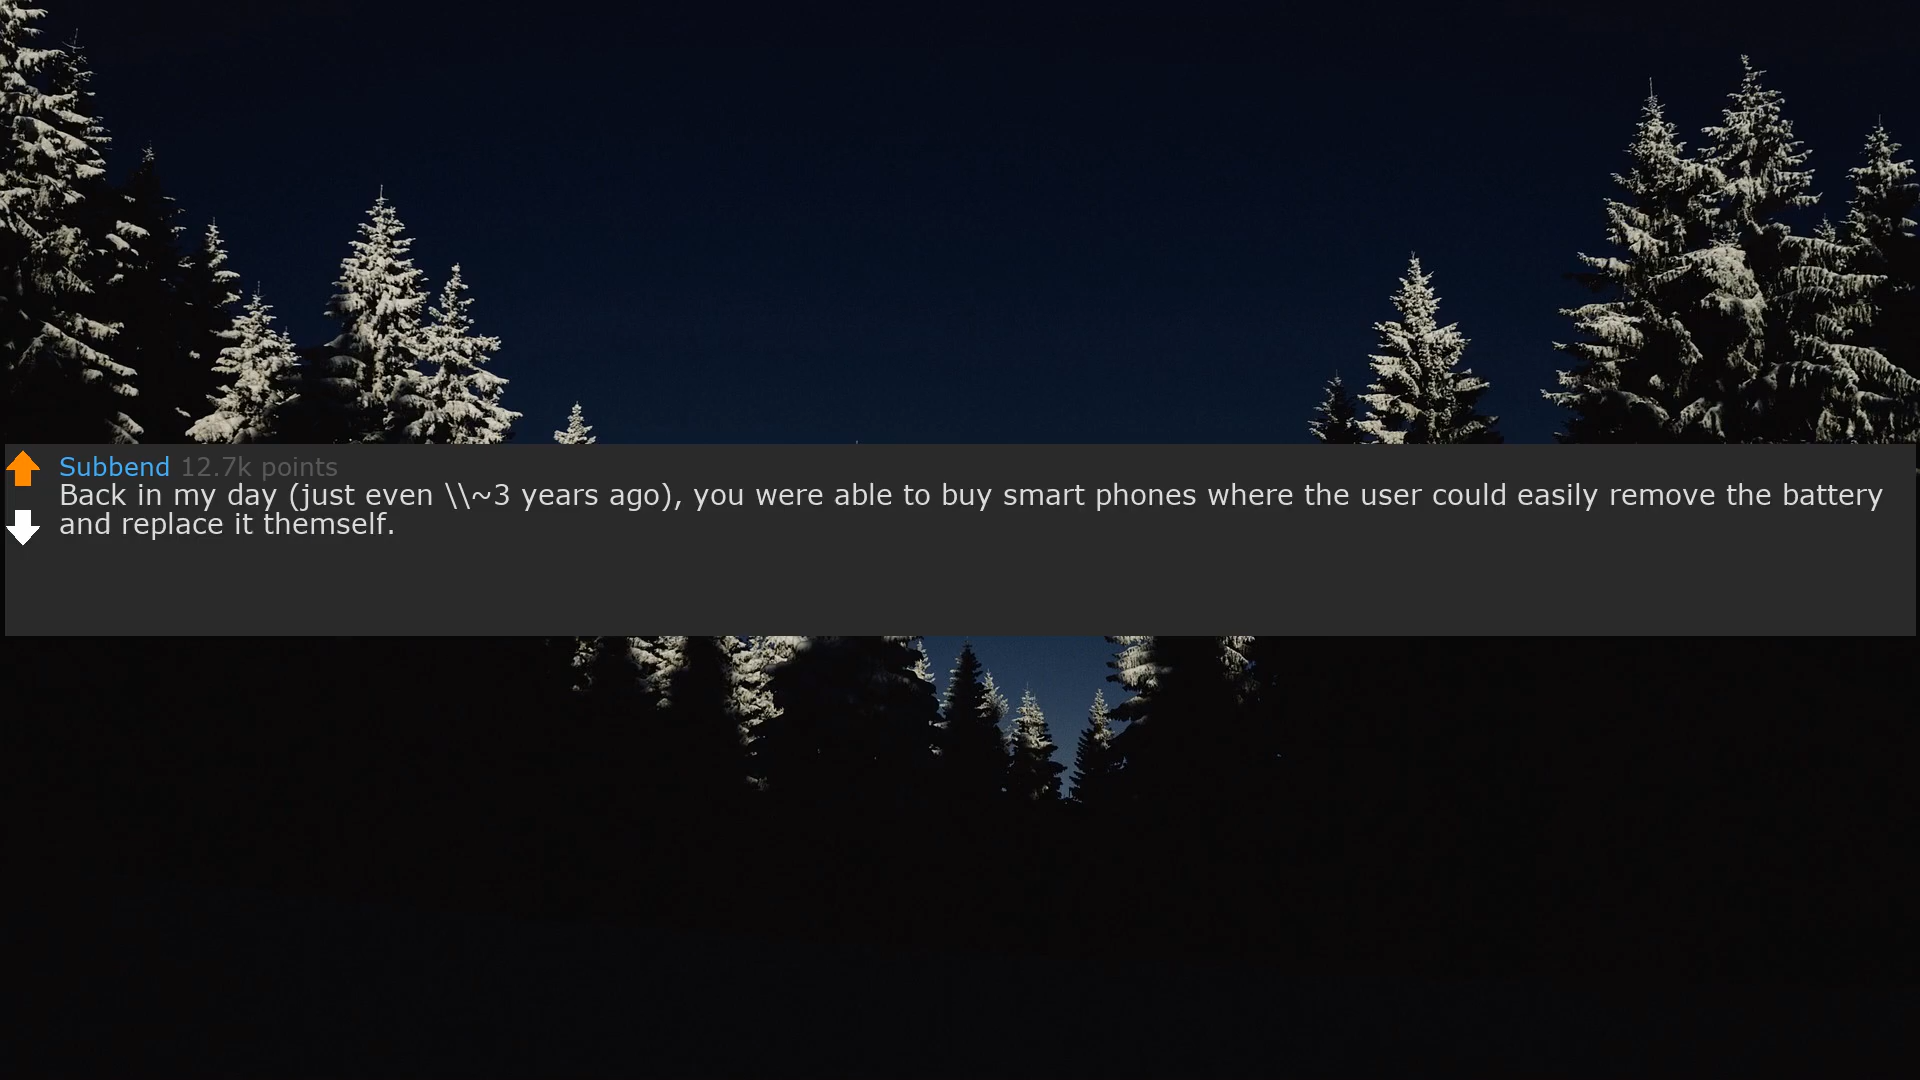 Subbend 12.7k points
Back in my day (just even \\~3 years ago), you were able to buy smart phones where the user could easily remove the battery
and replace it themself.